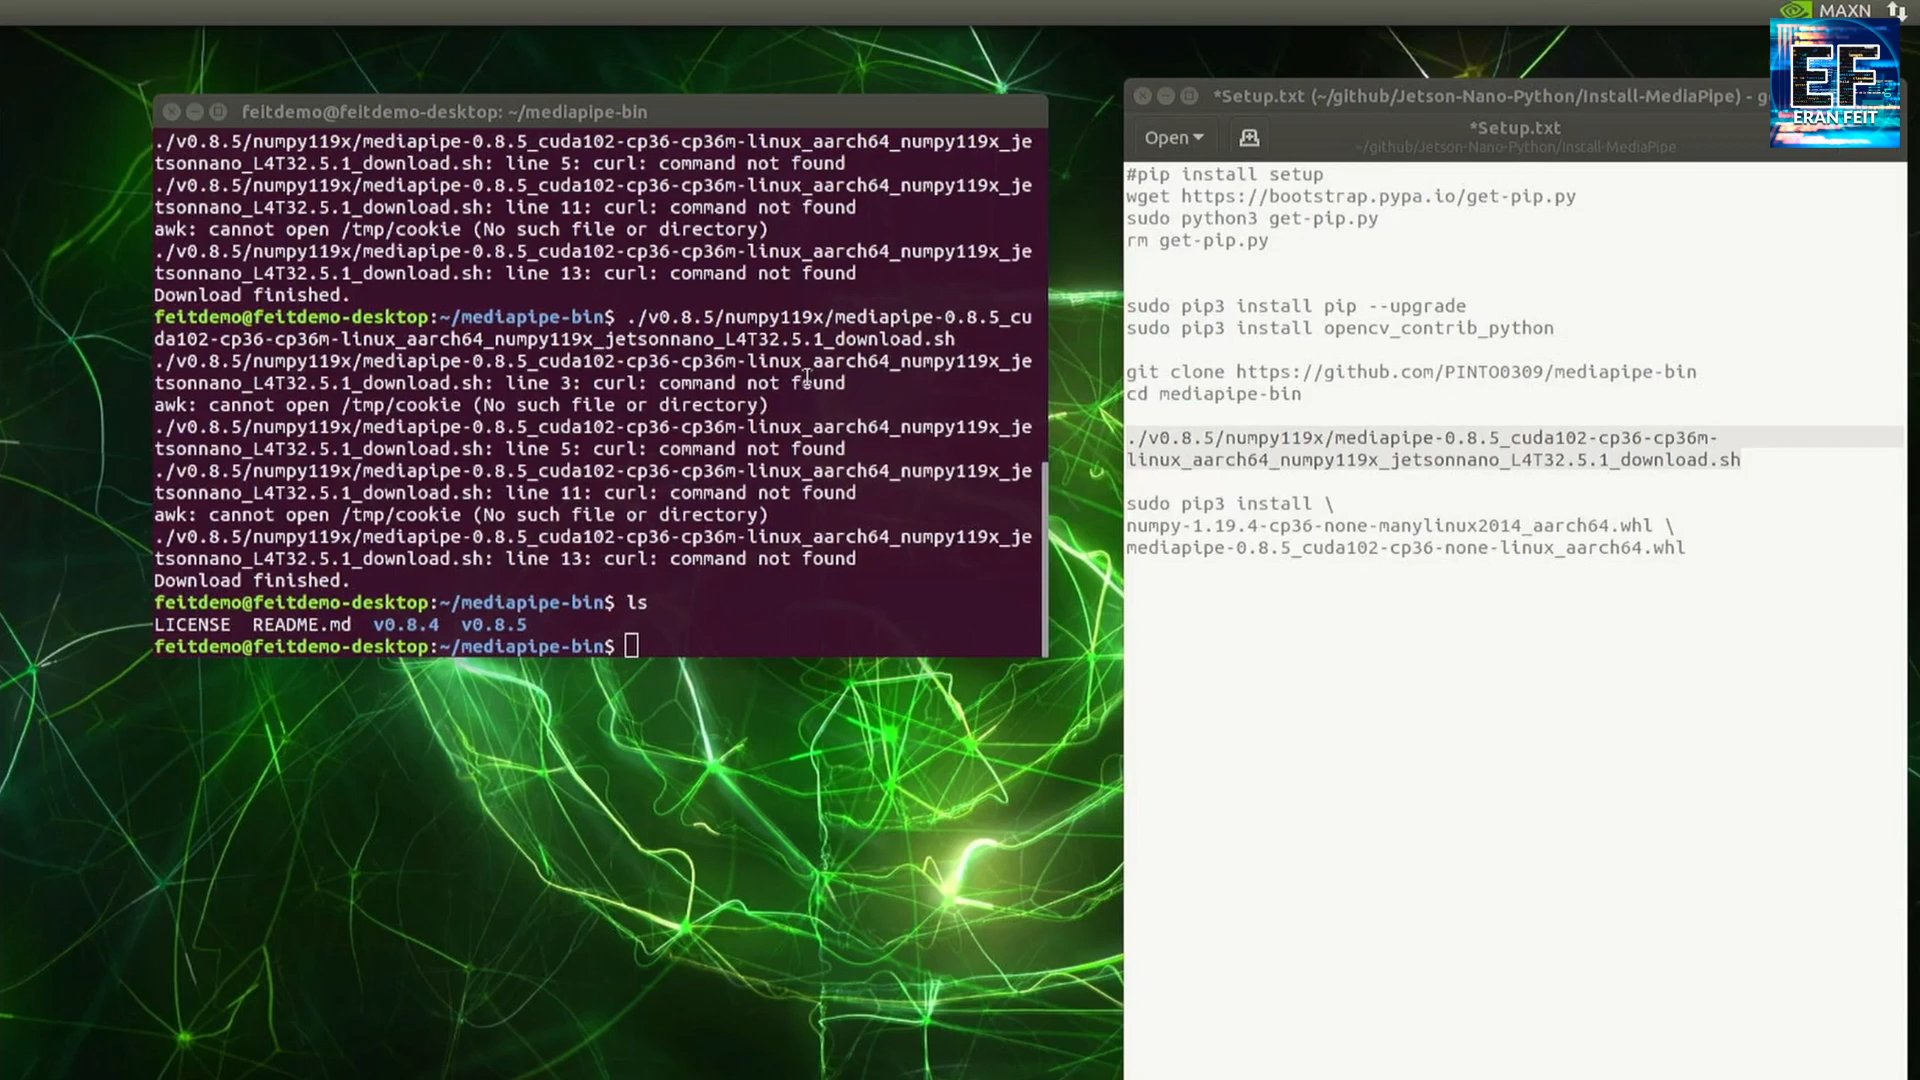 MAXN
EF
ERAN FEIT
feitdemo@feitdemo-desktop: ~/mediapipe-bin
./v0.8.5/numpy119x/mediapipe-0.8.5_cuda102-cp36-cp36m-linux_aarch64_numpy119x_je
tsonnano_L4T32.5.1_download.sh: line 5: curl: command not found
./v0.8.5/numpy119x/mediapipe-0.8.5_cuda102-cp36-cp36m-linux_aarch64_numpy119x_je
tsonnano_L4T32.5.1_download.sh: line 11: curl: command not found
awk: cannot open /tmp/cookie (No such file or directory)
./v0.8.5/numpy119x/mediapipe-0.8.5_cuda102-cp36-cp36m-linux_aarch64_numpy119x_je
tsonnano_L4T32.5.1_download.sh: line 13: curl: command not found
Download finished.
feitdemo@feitdemo-desktop:~/mediapipe-bin$ ./v0.8.5/numpy119x/mediapipe-0.8.5_cu
da102-cp36-cp36m-linux_aarch64_numpy119x_jetsonnano_L4T32.5.1_download.sh
./v0.8.5/numpy119x/mediapipe-0.8.5_cuda102-cp36-cp36m-linux_aarch64_numpy119x_je
tsonnano_L4T32.5.1_download.sh: line 3: curl: command not found
awk: cannot open /tmp/cookie (No such file or directory)
./v0.8.5/numpy119x/mediapipe-0.8.5_cuda102-cp36-cp36m-linux_aarch64_numpy119x_je
tsonnano_L4T32.5.1_download.sh: line 5: curl: command not found
./v0.8.5/numpy119x/mediapipe-0.8.5_cuda102-cp36-cp36m-linux_aarch64_numpy119x_je
tsonnano_L4T32.5.1_download.sh: line 11: curl: command not found
awk: cannot open /tmp/cookie (No such file or directory)
./v0.8.5/numpy119x/mediapipe-0.8.5_cuda102-cp36-cp36m-linux_aarch64_numpy119x_je
tsonnano_L4T32.5.1_download.sh: line 13: curl: command not found
Download finished.
feitdemo@feitdemo-desktop:~/mediapipe-bin$ ls
LICENSE README.md v0.8.4 v0.8.5
feitdemo@feitdemo-desktop:~/mediapipe-bin$
*Setup.txt (~/github/Jetson-Nano-Python/Install-MediaPipe) - g
Open
*Setup.txt
~/github/Jetson-Nano-Python/Install-MediaPipe
#pip install setup
wget https://bootstrap.pypa.io/get-pip.py
sudo python3 get-pip.py
rm get-pip.py
sudo pip3 install pip --upgrade
sudo pip3 install opencv_contrib_python
git clone https://github.com/PINTO0309/mediapipe-bin
cd mediapipe-bin
./v0.8.5/numpy119x/mediapipe-0.8.5_cuda102-cp36-cp36m-
linux_aarch64_numpy119x_jetsonnano_L4T32.5.1_download.sh
sudo pip3 install \
numpy-1.19.4-cp36-none-manylinux2014_aarch64.whl \
mediapipe-0.8.5_cuda102-cp36-none-linux_aarch64.whl